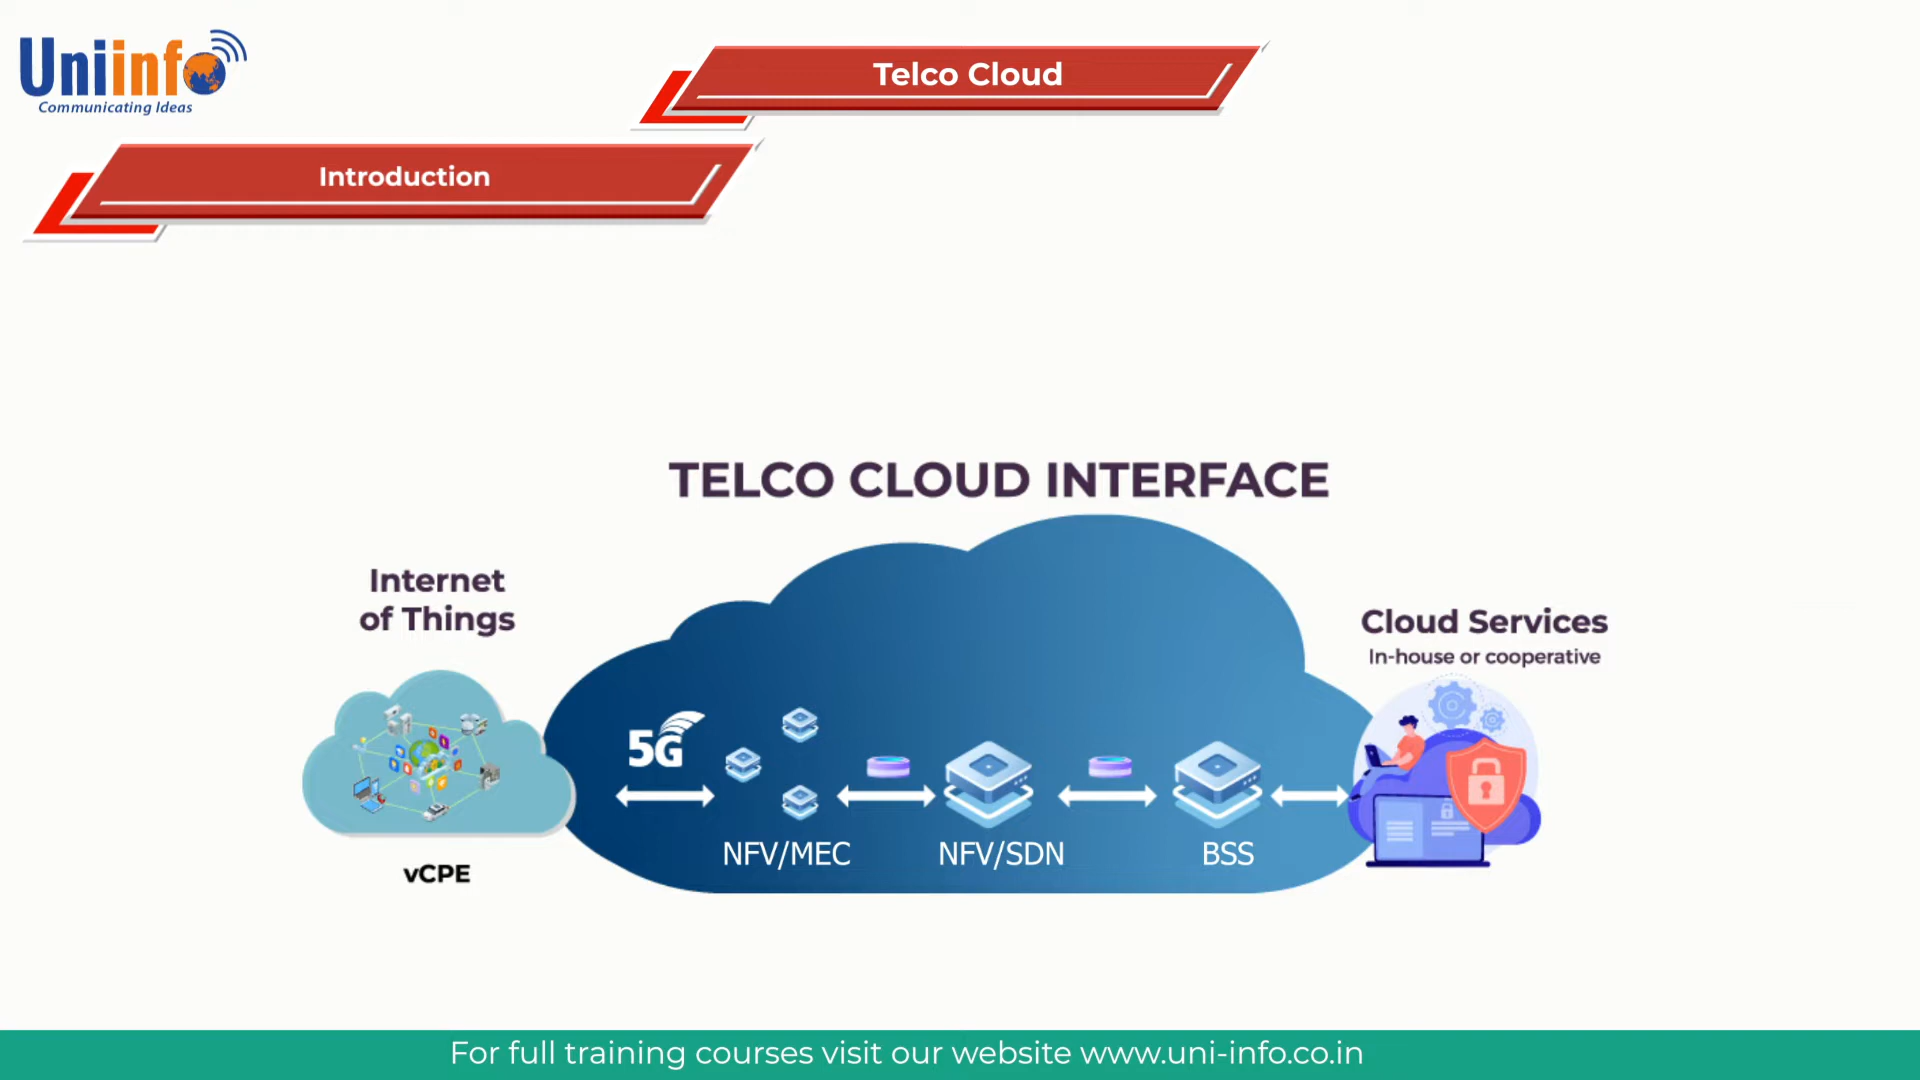 Uniinfo
Communicating Ideas
Telco Cloud
Introduction
TELCO CLOUD INTERFACE
Internet
of Things
Cloud Services
In-house or cooperative
5G
NFV/MEC
NFV/SDN
BSS
vCPE
For full training courses visit our website www.uni-info.co.in